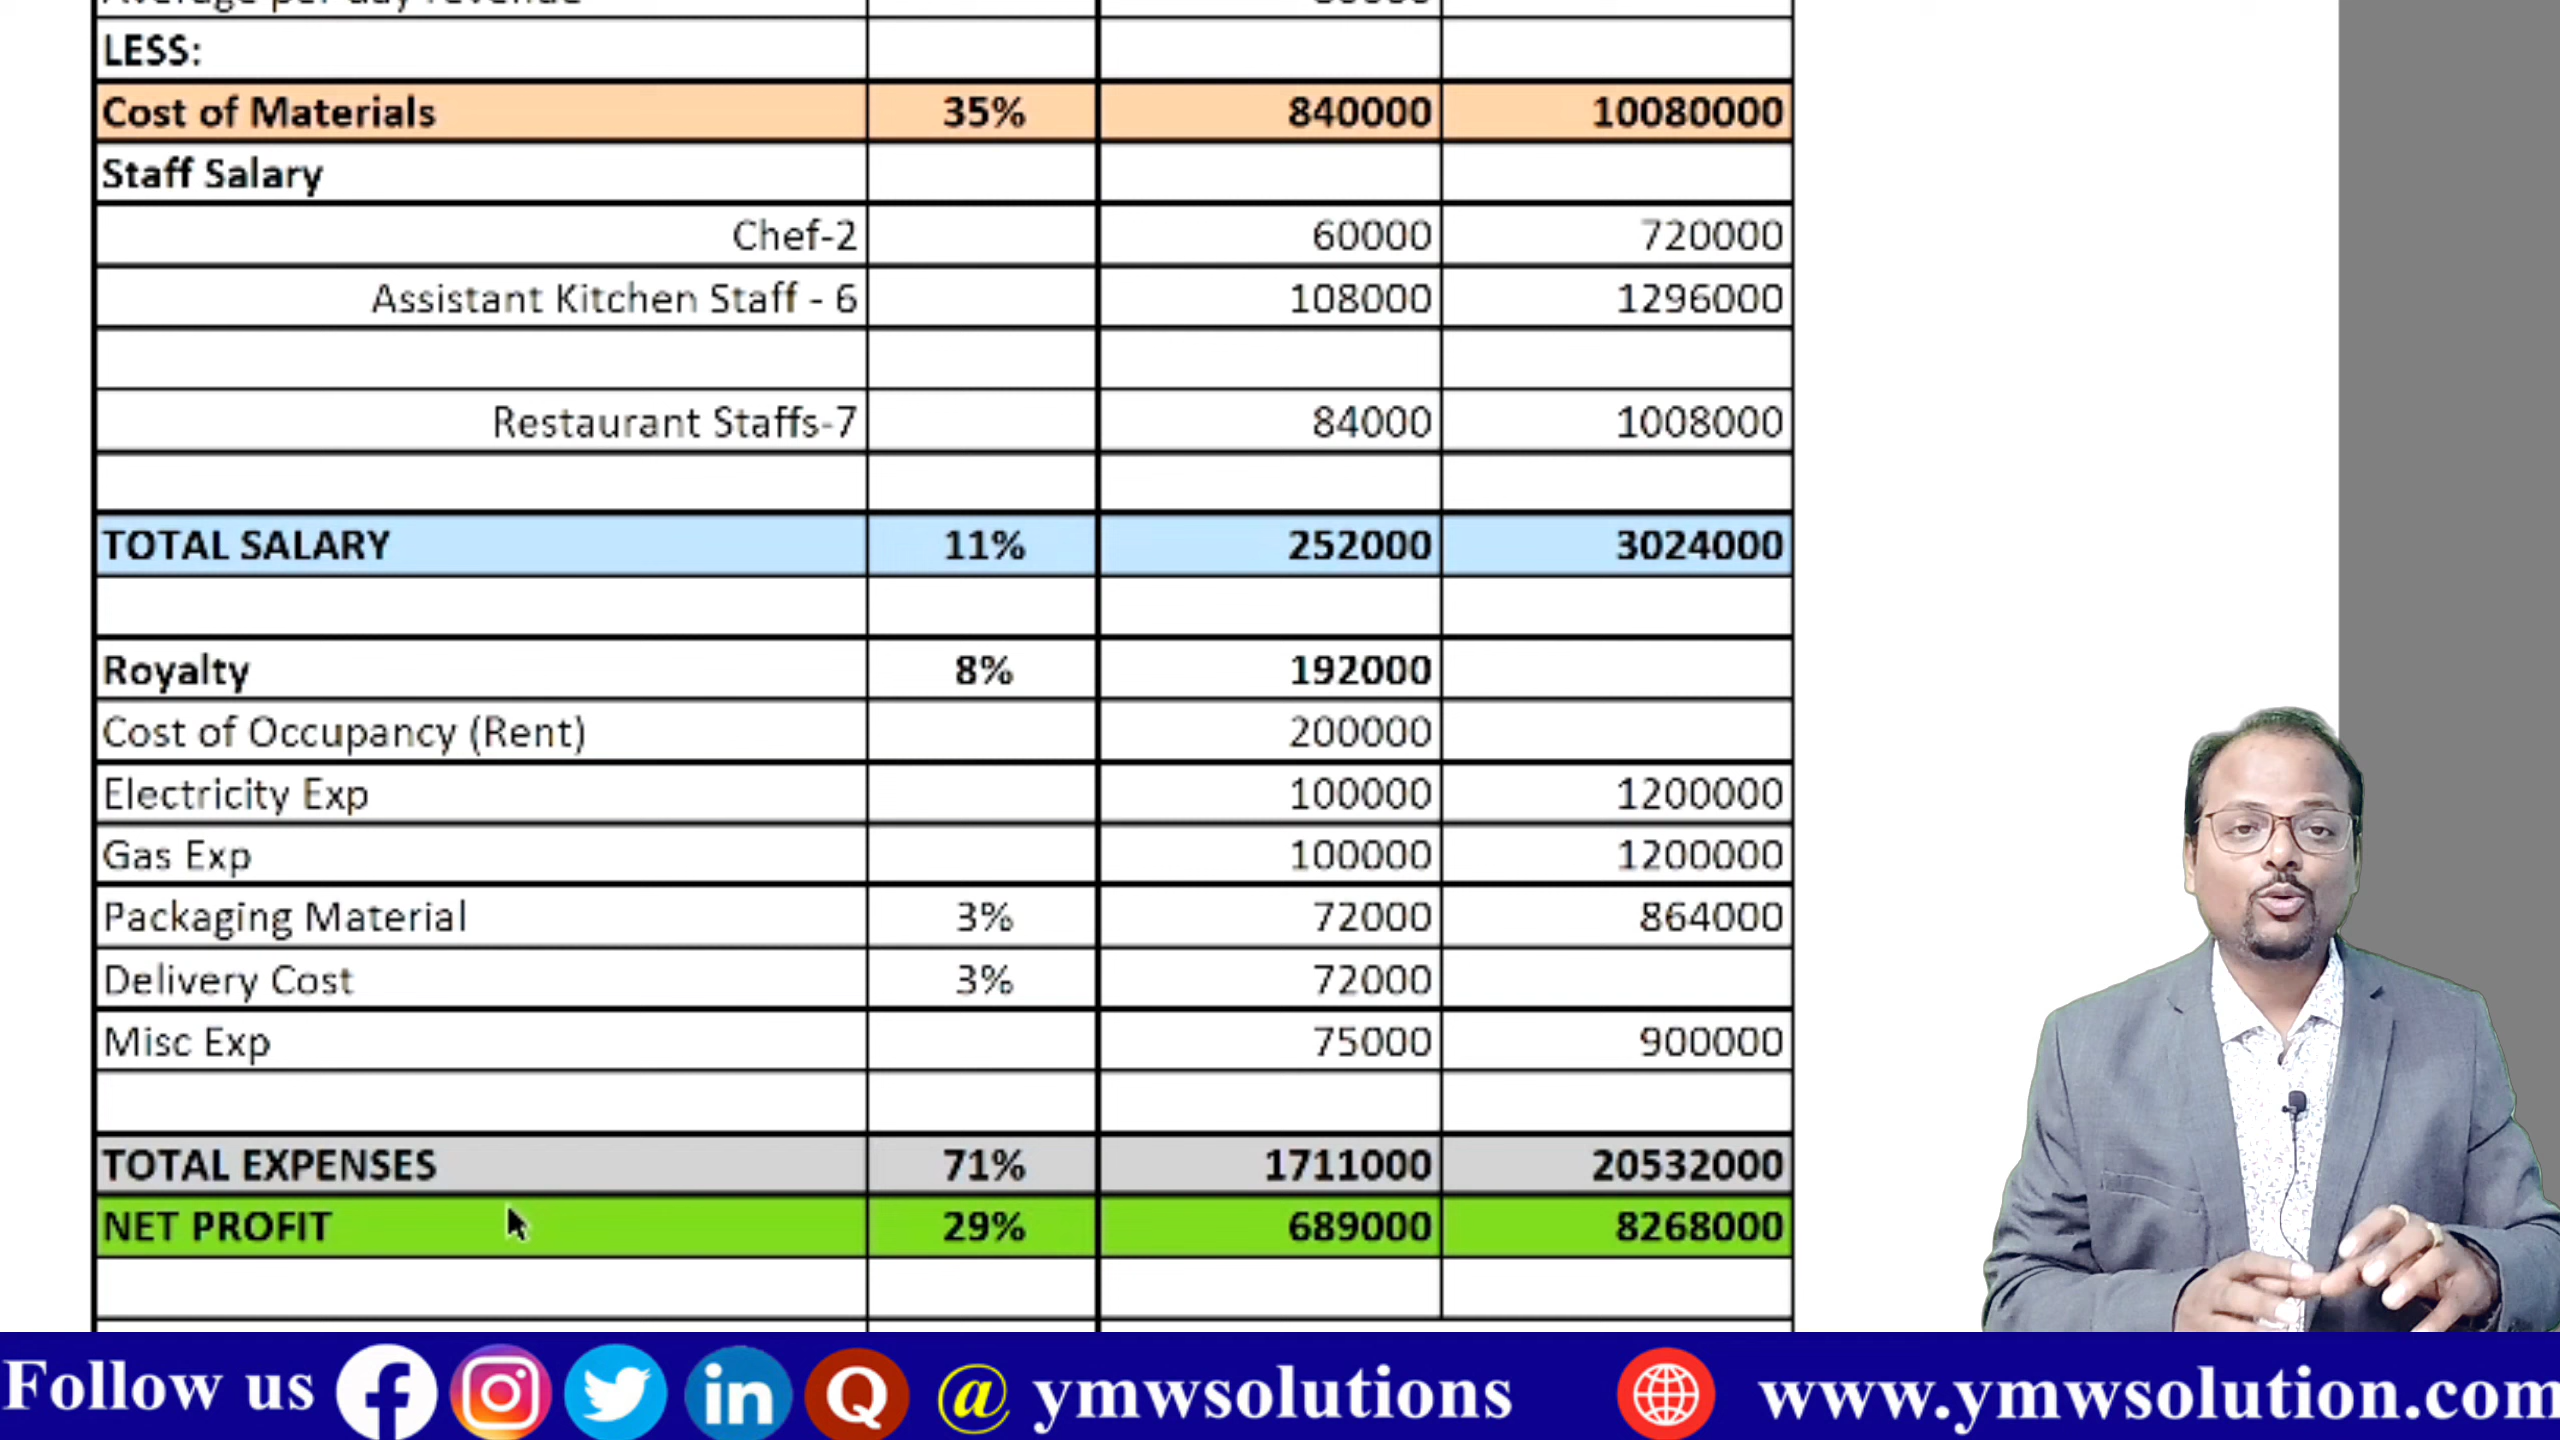 LESS:
Cost of Materials 35% 840000 10080000
Staff Salary
Chef-2 60000 720000
Assistant Kitchen Staff - 6 108000 1296000
Restaurant Staffs-7 84000 1008000
TOTAL SALARY 11% 252000 3024000
Royalty 8% 192000
Cost of Occupancy (Rent) 200000
Electricity Exp 100000 1200000
Gas Exp 100000 1200000
Packaging Material 3% 72000 864000
Delivery Cost 3% 72000
Misc Exp 75000 900000
TOTAL EXPENSES 71% 1711000 20532000
NET PROFIT 29% 689000 8268000
Follow us f in Q @ ymwsolutions www.ymwsolution.com